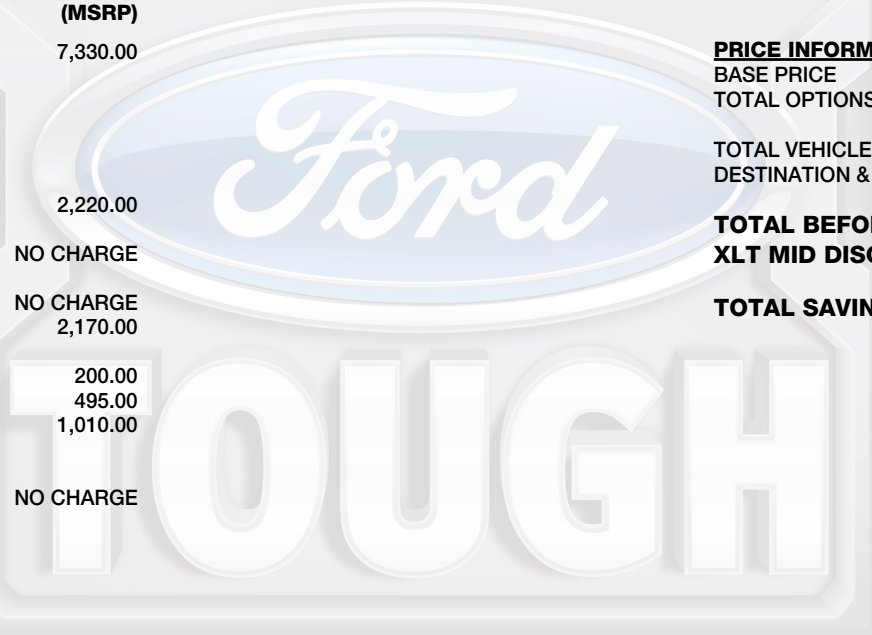 (MSRP)
7,330.00
2,220.00
NO CHARGE
NO CHARGE
2,170.00
200.00
495.00
1,010.00
NO CHARGE
PRICE INFORM
BASE PRICE
TOTAL OPTIONS
TOTAL VEHICLE
DESTINATION &
TOTAL BEFO
XLT MID DISC
TOTAL SAVIN
Ford
TOUGH